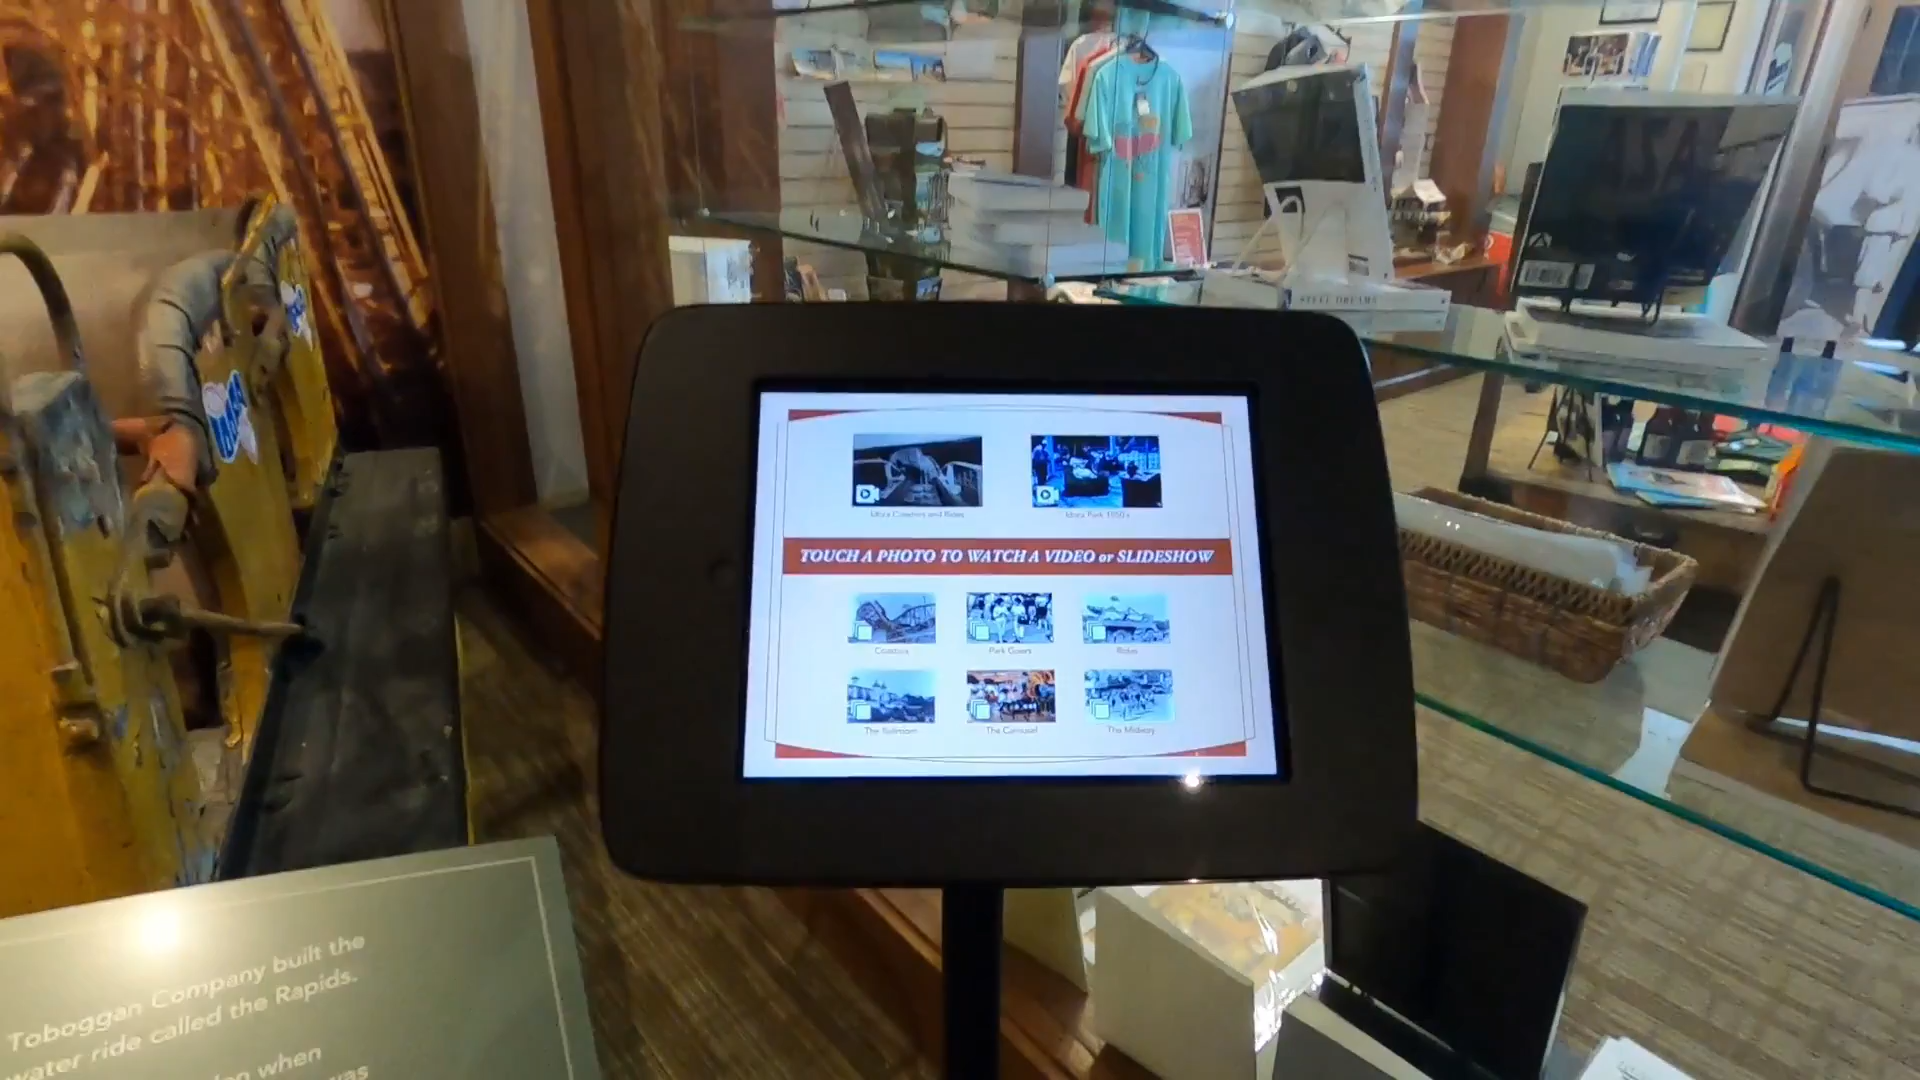 STEEL DREAMS
Idora Coasters and Rides
Idora Park 1950's
TOUCH A PHOTO TO WATCH A VIDEO or SLIDESHOW
Coasters
Park Goers
Rides
The Ballroom
The Carousel
The Midway
Toboggan Company built the
water ride called the Rapids.
when
was